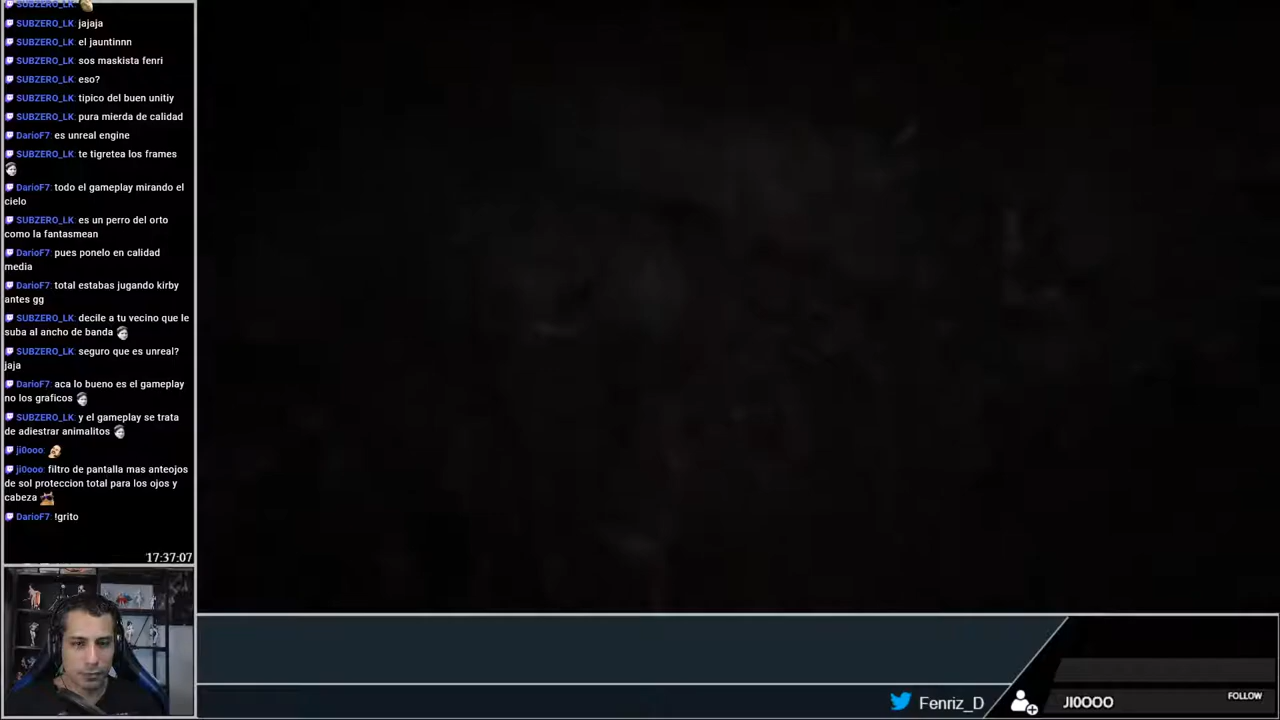 SUBZERO_LK:
SUBZERO_LK: jajaja
SUBZERO_LK: el jauntinnn
SUBZERO_LK: sos maskista fenri
SUBZERO_LK: eso?
SUBZERO_LK: tipico del buen unitiy
SUBZERO_LK: pura mierda de calidad
DarioF7: es unreal engine
SUBZERO_LK: te tigretea los frames
DarioF7: todo el gameplay mirando el
cielo
SUBZERO_LK: es un perro del orto
como la fantasmean
DarioF7: pues ponelo en calidad
media
DarioF7: total estabas jugando kirby
antes gg
SUBZERO_LK: decile a tu vecino que le
suba al ancho de banda
SUBZERO_LK: seguro que es unreal?
jaja
DarioF7: aca lo bueno es el gameplay
no los graficos
SUBZERO_LK: y el gameplay se trata
de adiestrar animalitos
ji0ooo:
ji0ooo: filtro de pantalla mas anteojos
de sol proteccion total para los ojos y
cabeza
DarioF7: !grito
17:37:07
Fenriz_D
JI0OOO
FOLLOW